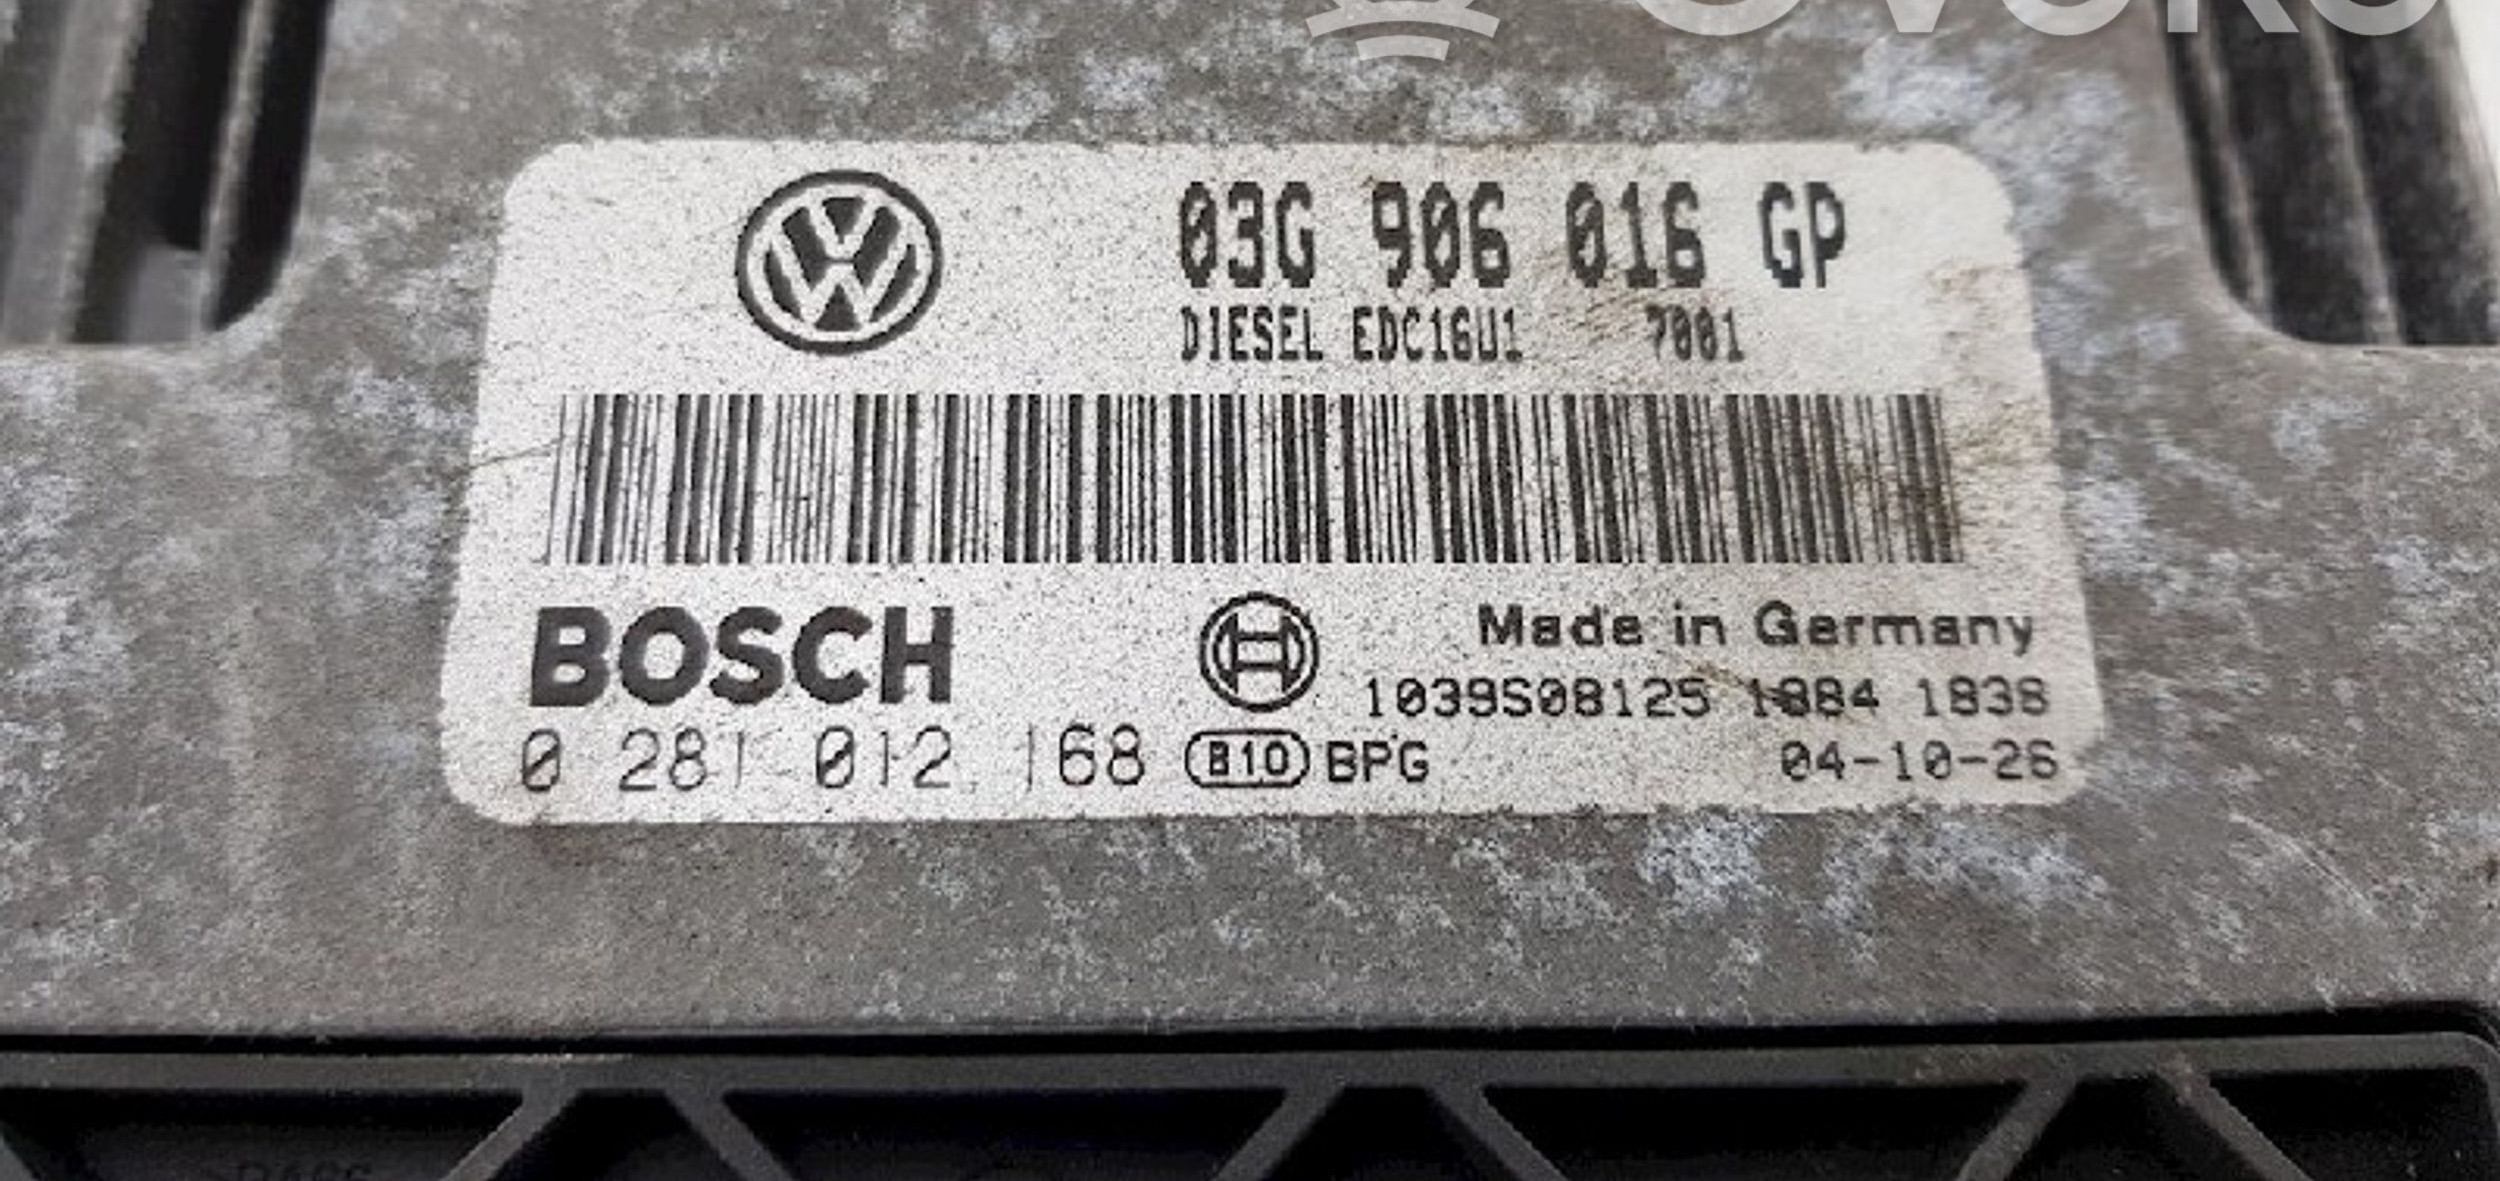 03G 906 016 GP
DIESEL EDC16U1 7001
BOSCH
Made in Germany
1039S08125 1884 1838
0 281 012 168 B10 BPG 04-10-26